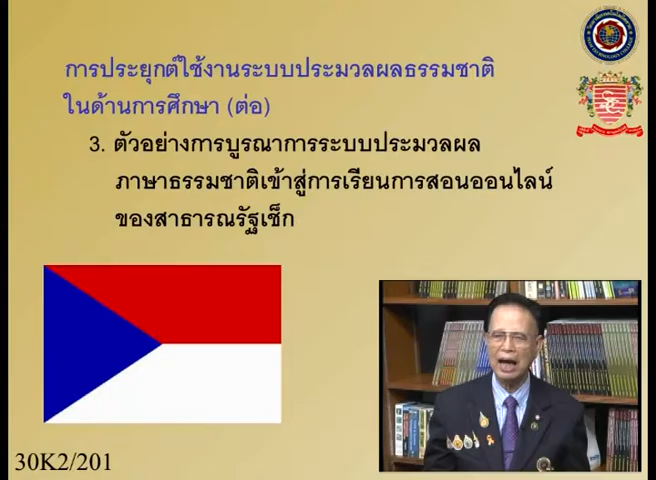 การประยุกต์ใช้งานระบบประมวลผลธรรมชาติ
ในด้านการศึกษา (ต่อ)
3. ตัวอย่างการบูรณาการระบบประมวลผล
ภาษาธรรมชาติเข้าสู่การเรียนการสอนออนไลน์
ของสาธารณรัฐเช็ก
30K2/201